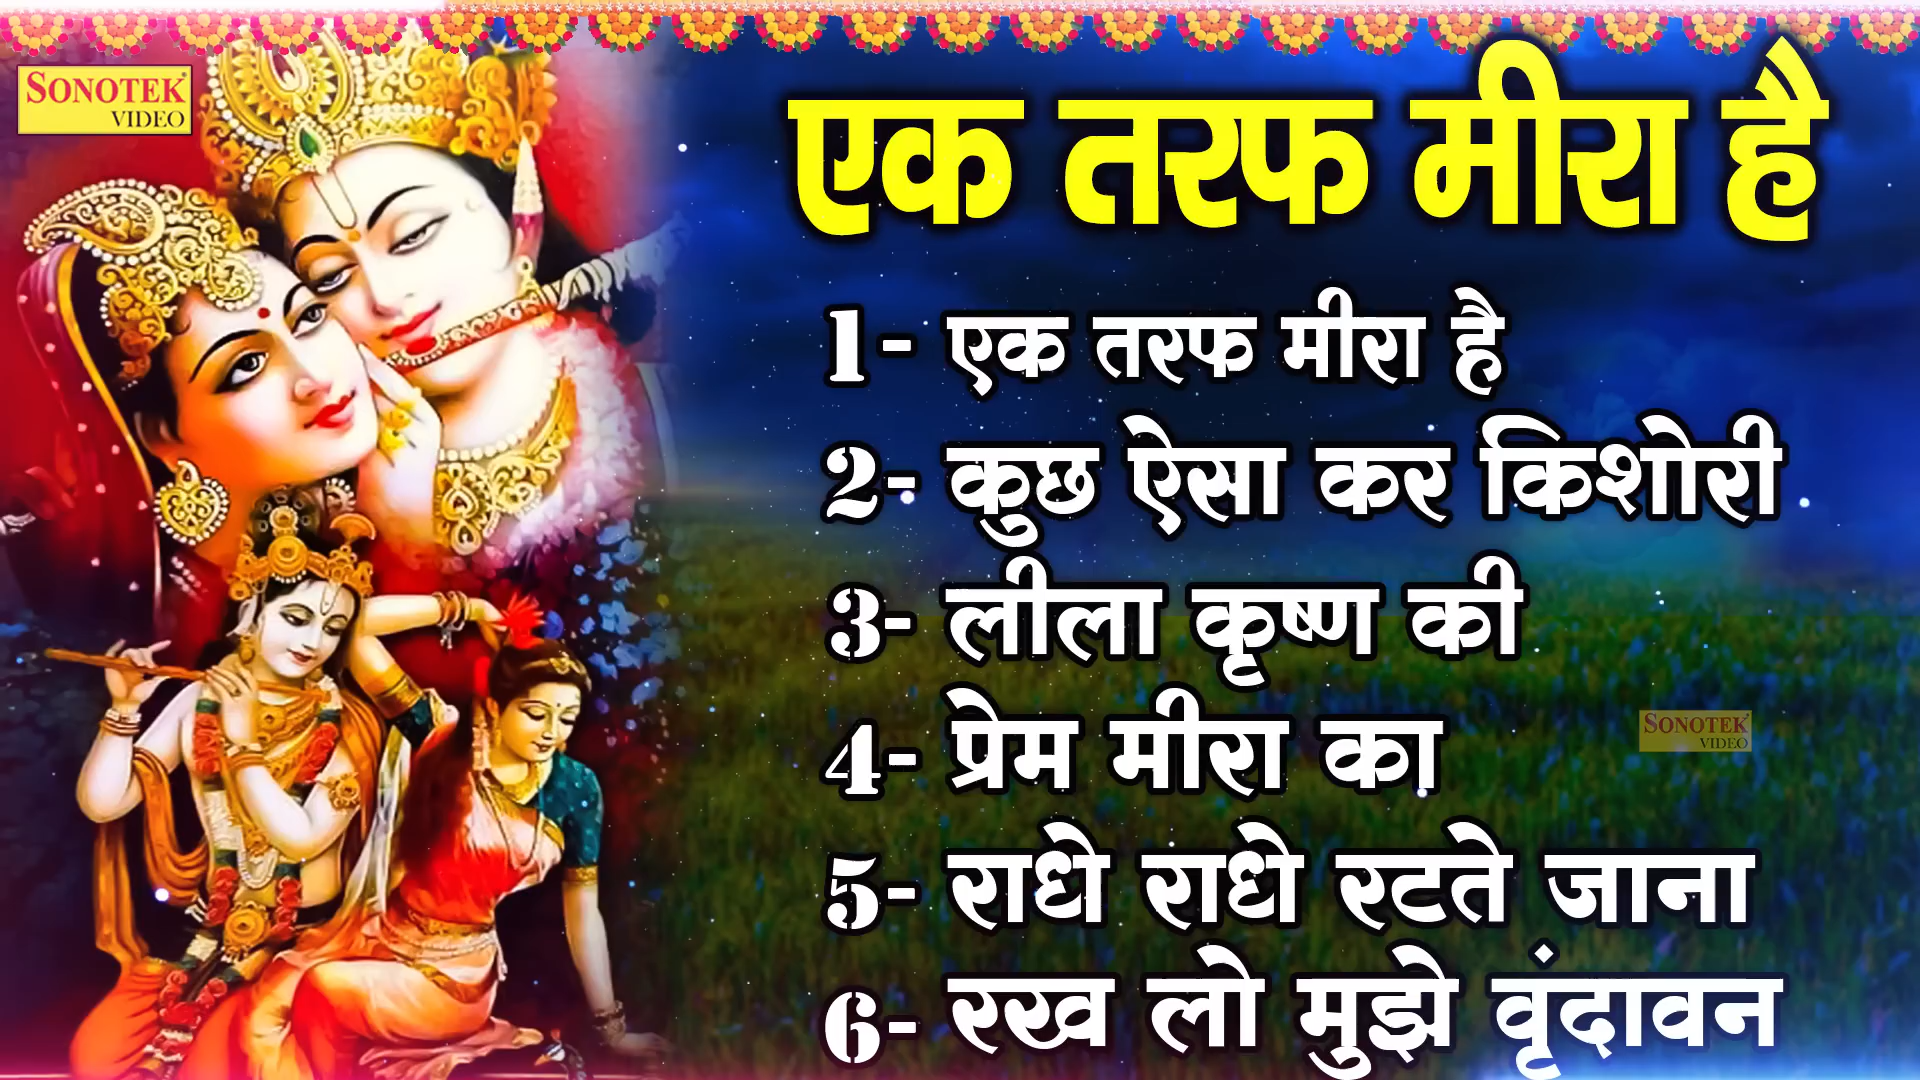 SONOTEK
VIDEO
एक तरफ मीरा है
1- एक तरफ मीरा है
2- कुछ ऐसा कर किशोरी
3- लीला कृष्ण की
4- प्रेम मीरा का
SONOTEK
VIDEO
5- राधे राधे रटते जाना
6- रख लो मुझे वृंदावन